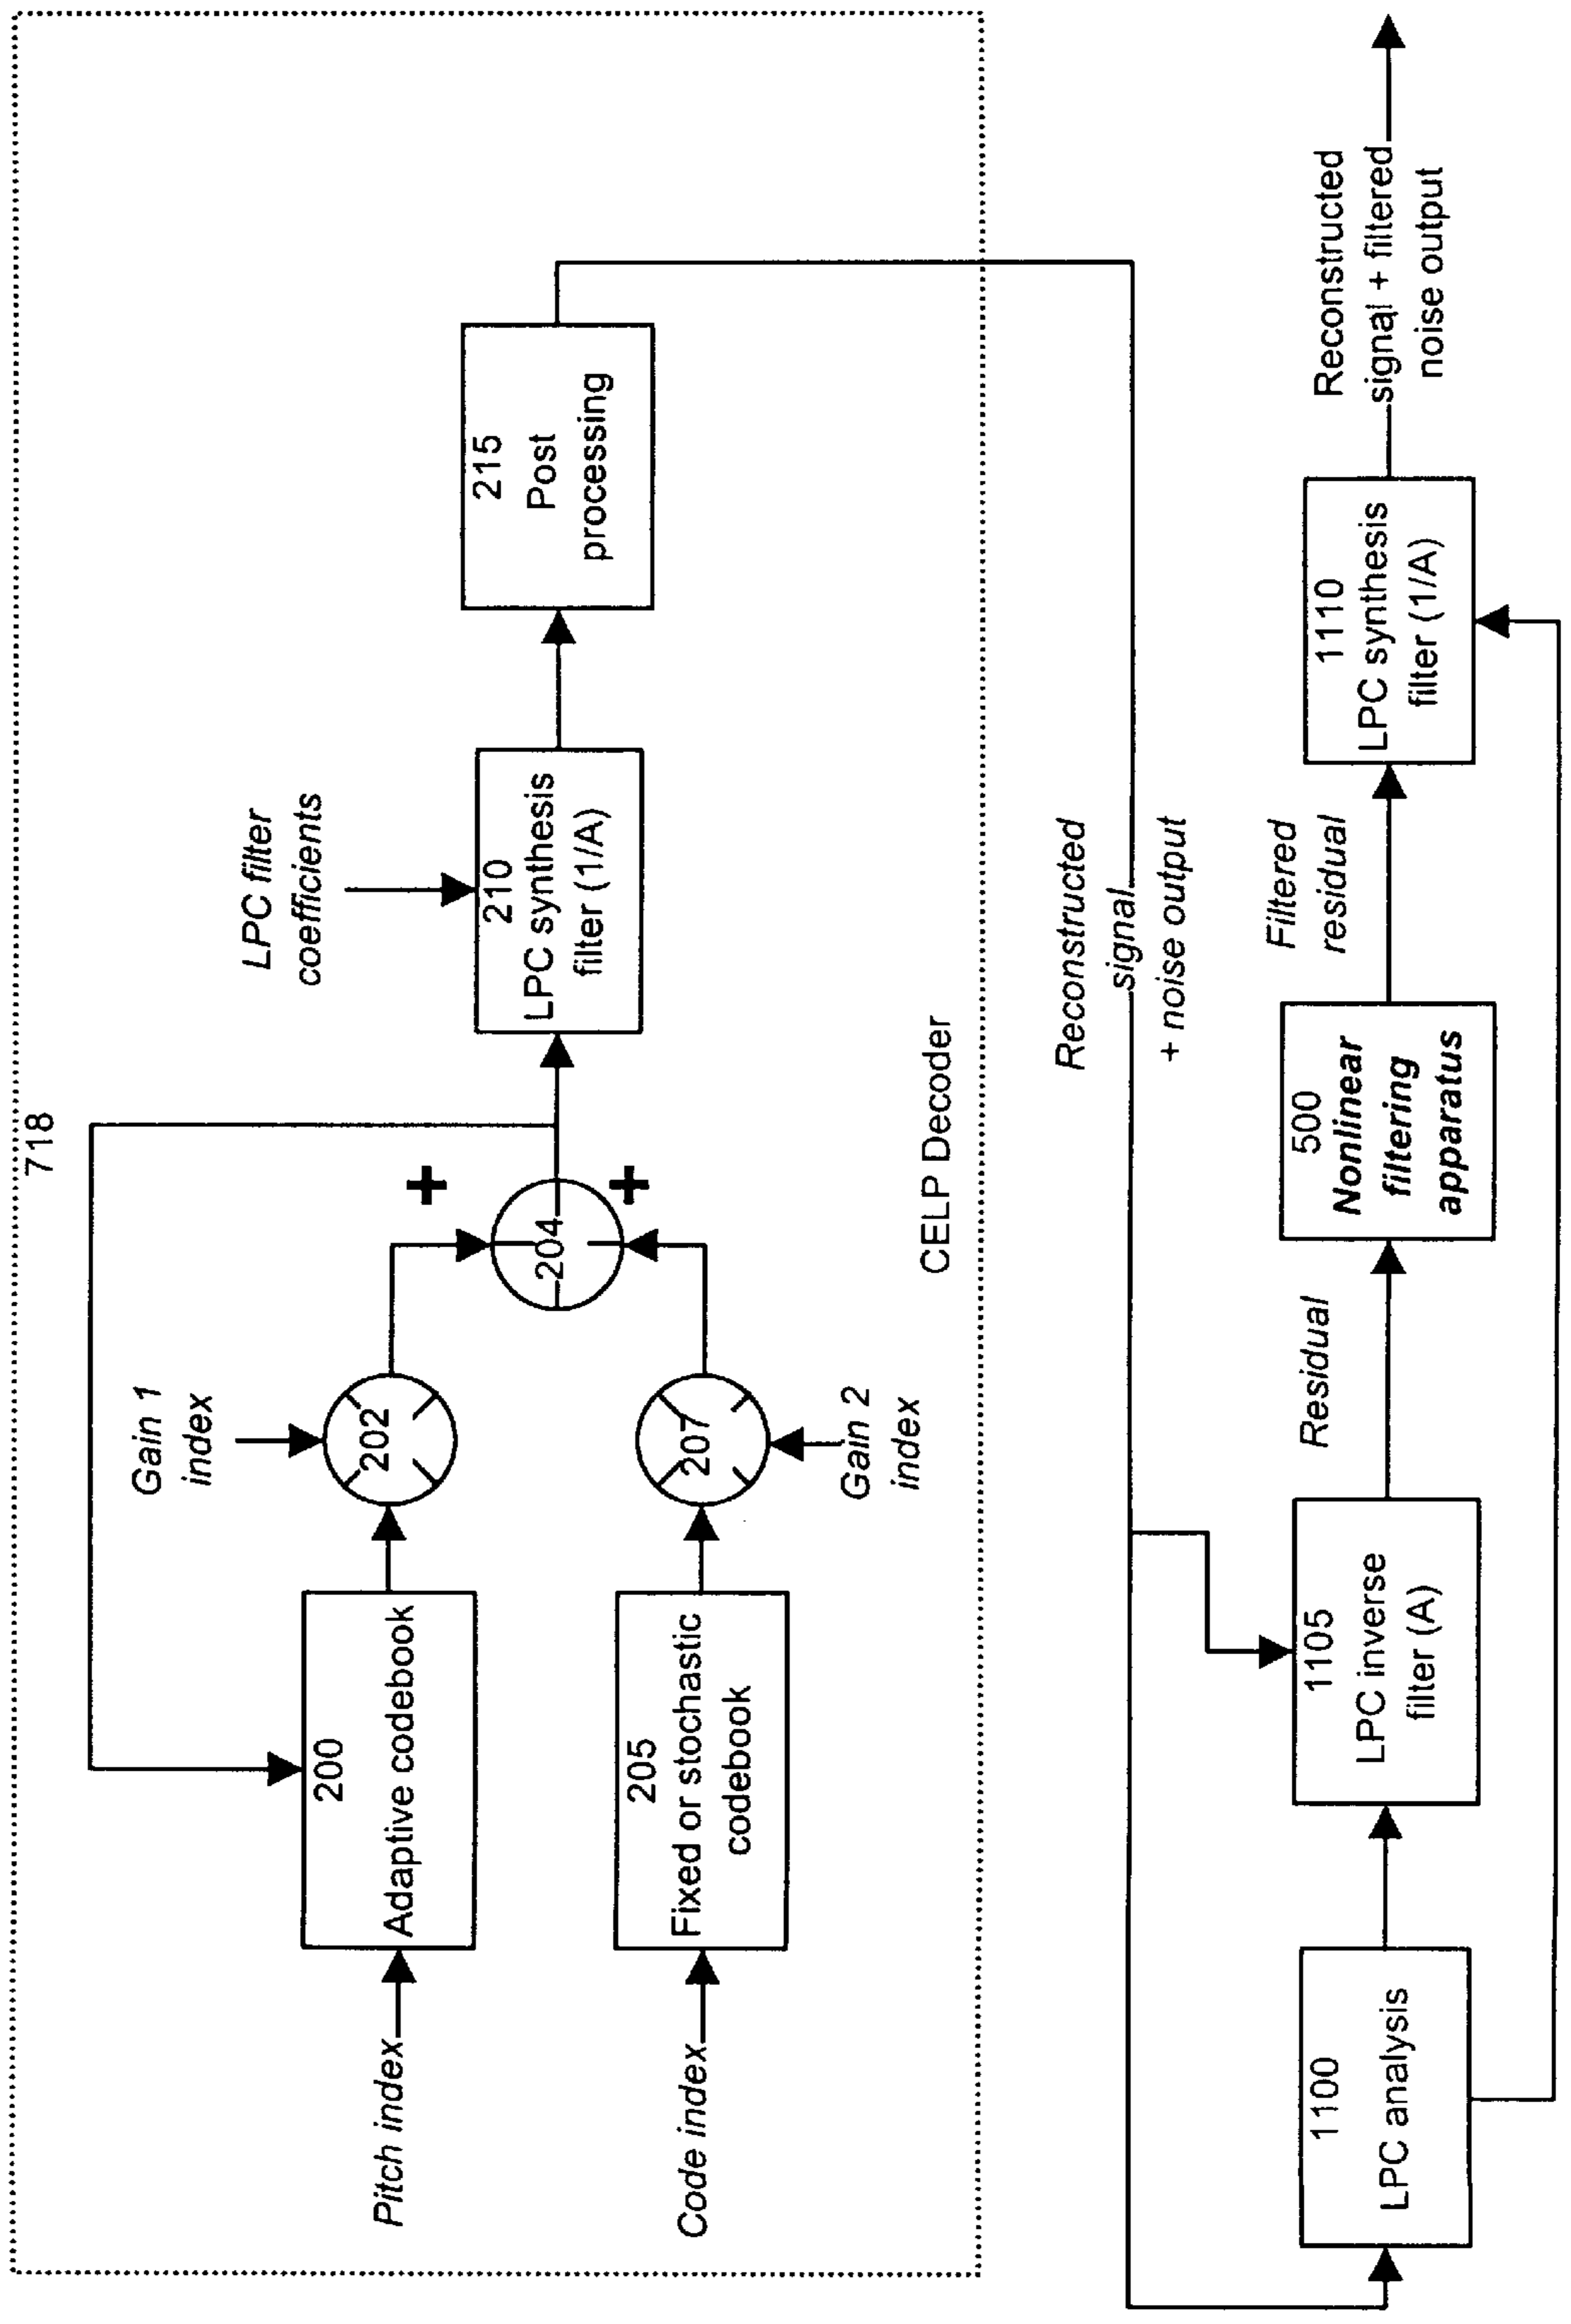 718
Gain 1
index
LPC filter
coefficients
Pitch index
200
Adaptive codebook
202
+
204
+
210
LPC synthesis
filter (1/A)
215
Post
processing
Code index
205
Fixed or stochastic
codebook
207
Gain 2
index
CELP Decoder
Reconstructed
signal
+ noise output
1100
LPC analysis
1105
LPC inverse
filter (A)
Residual
500
Nonlinear
filtering
apparatus
Filtered
residual
1110
LPC synthesis
filter (1/A)
Reconstructed
signal + filtered
noise output